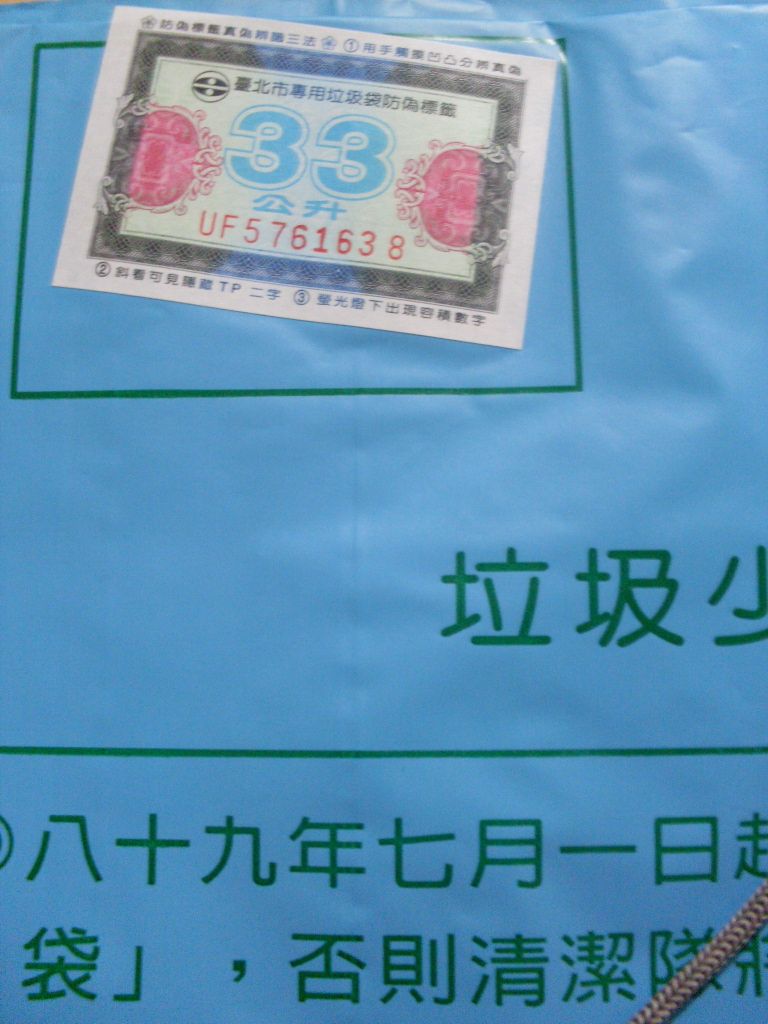 防偽標籤真偽辨識三法 ①用手觸摸凹凸分辨真偽
臺北市專用垃圾袋防偽標籤
33
公升
UF5761638
②斜看可見隱藏TP二字 ③螢光燈下出現容積數字
垃圾少
八十九年七月一日起
袋」，否則清潔隊將